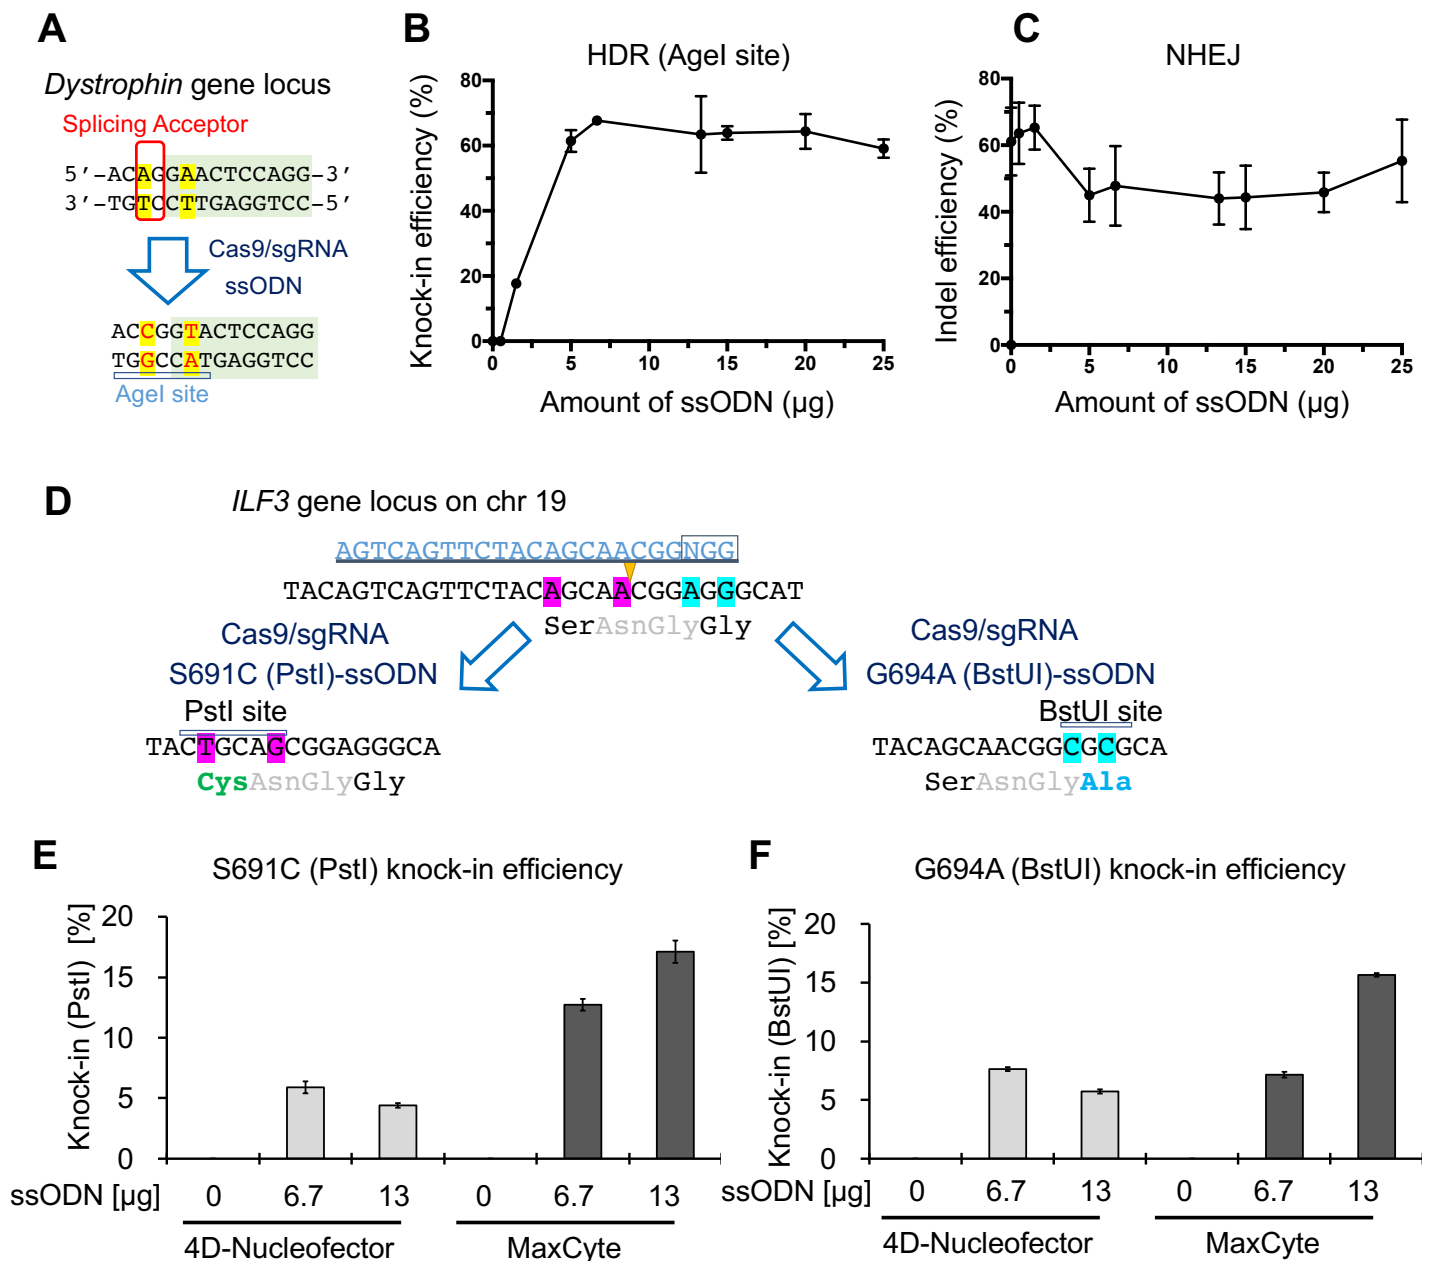 A
Dystrophin gene locus
Splicing Acceptor
5’-ACAGGAACTCCAGG-3’
3’-TGTCCTTGAGGTCC-5’
Cas9/sgRNA
ssODN
ACCGGTACTCCAGG
TGGCCATGAGGTCC
AgeI site
B
HDR (AgeI site)
Knock-in efficiency (%)
80
60
40
20
0
0 5 10 15 20 25
Amount of ssODN (µg)
C
NHEJ
Indel efficiency (%)
80
60
40
20
0
0 5 10 15 20 25
Amount of ssODN (µg)
D
ILF3 gene locus on chr 19
AGTCAGTTCTACAGCAACGGNGG
TACAGTCAGTTCTACAGCAACGGAGGGCAT
SerAsnGlyGly
Cas9/sgRNA
S691C (PstI)-ssODN
PstI site
TACTGCAGCGGAGGGCA
CysAsnGlyGly
Cas9/sgRNA
G694A (BstUI)-ssODN
BstUI site
TACAGCAACGGCGCGCA
SerAsnGlyAla
E
S691C (PstI) knock-in efficiency
Knock-in (PstI) [%]
20
15
10
5
0
ssODN [µg] 0 6.7 13 0 6.7 13
4D-Nucleofector MaxCyte
F
G694A (BstUI) knock-in efficiency
Knock-in (BstUI) [%]
20
15
10
5
0
ssODN [µg] 0 6.7 13 0 6.7 13
4D-Nucleofector MaxCyte